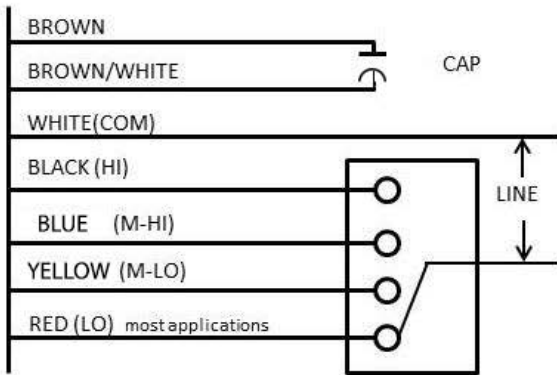 BROWN
CAP
BROWN/WHITE
WHITE(COM)
BLACK (HI)
LINE
BLUE (M-HI)
YELLOW (M-LO)
RED (LO) most applications